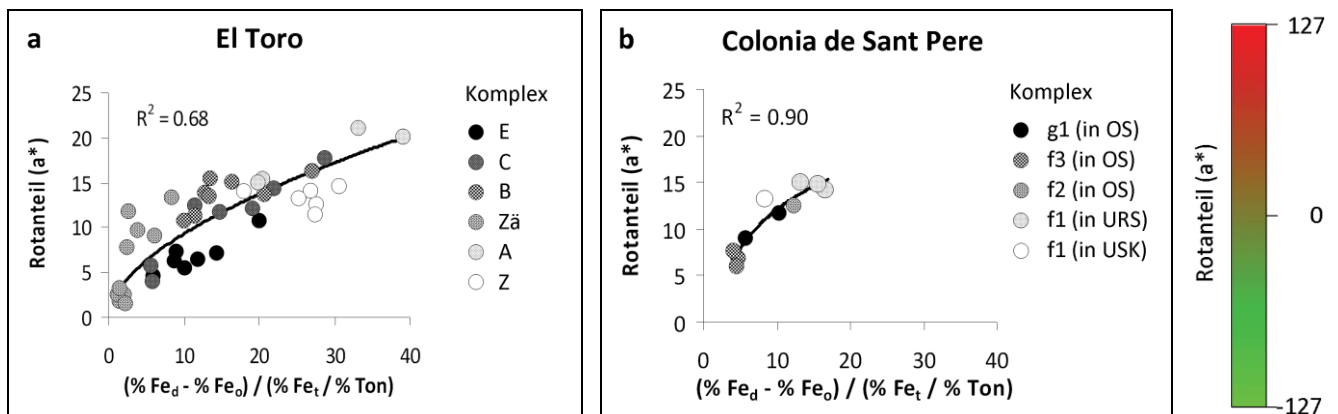 a
El Toro
Rotanteil (a*)
25
20
15
10
5
0
R² = 0.68
0 10 20 30 40
(% Fed - % Feo) / (% Fet / % Ton)
Komplex
E
C
B
Zä
A
Z
b
Colonia de Sant Pere
Rotanteil (a*)
25
20
15
10
5
0
R² = 0.90
0 10 20 30 40
(% Fed - % Feo) / (% Fet / % Ton)
Komplex
g1 (in OS)
f3 (in OS)
f2 (in OS)
f1 (in URS)
f1 (in USK)
Rotanteil (a*)
127
0
-127